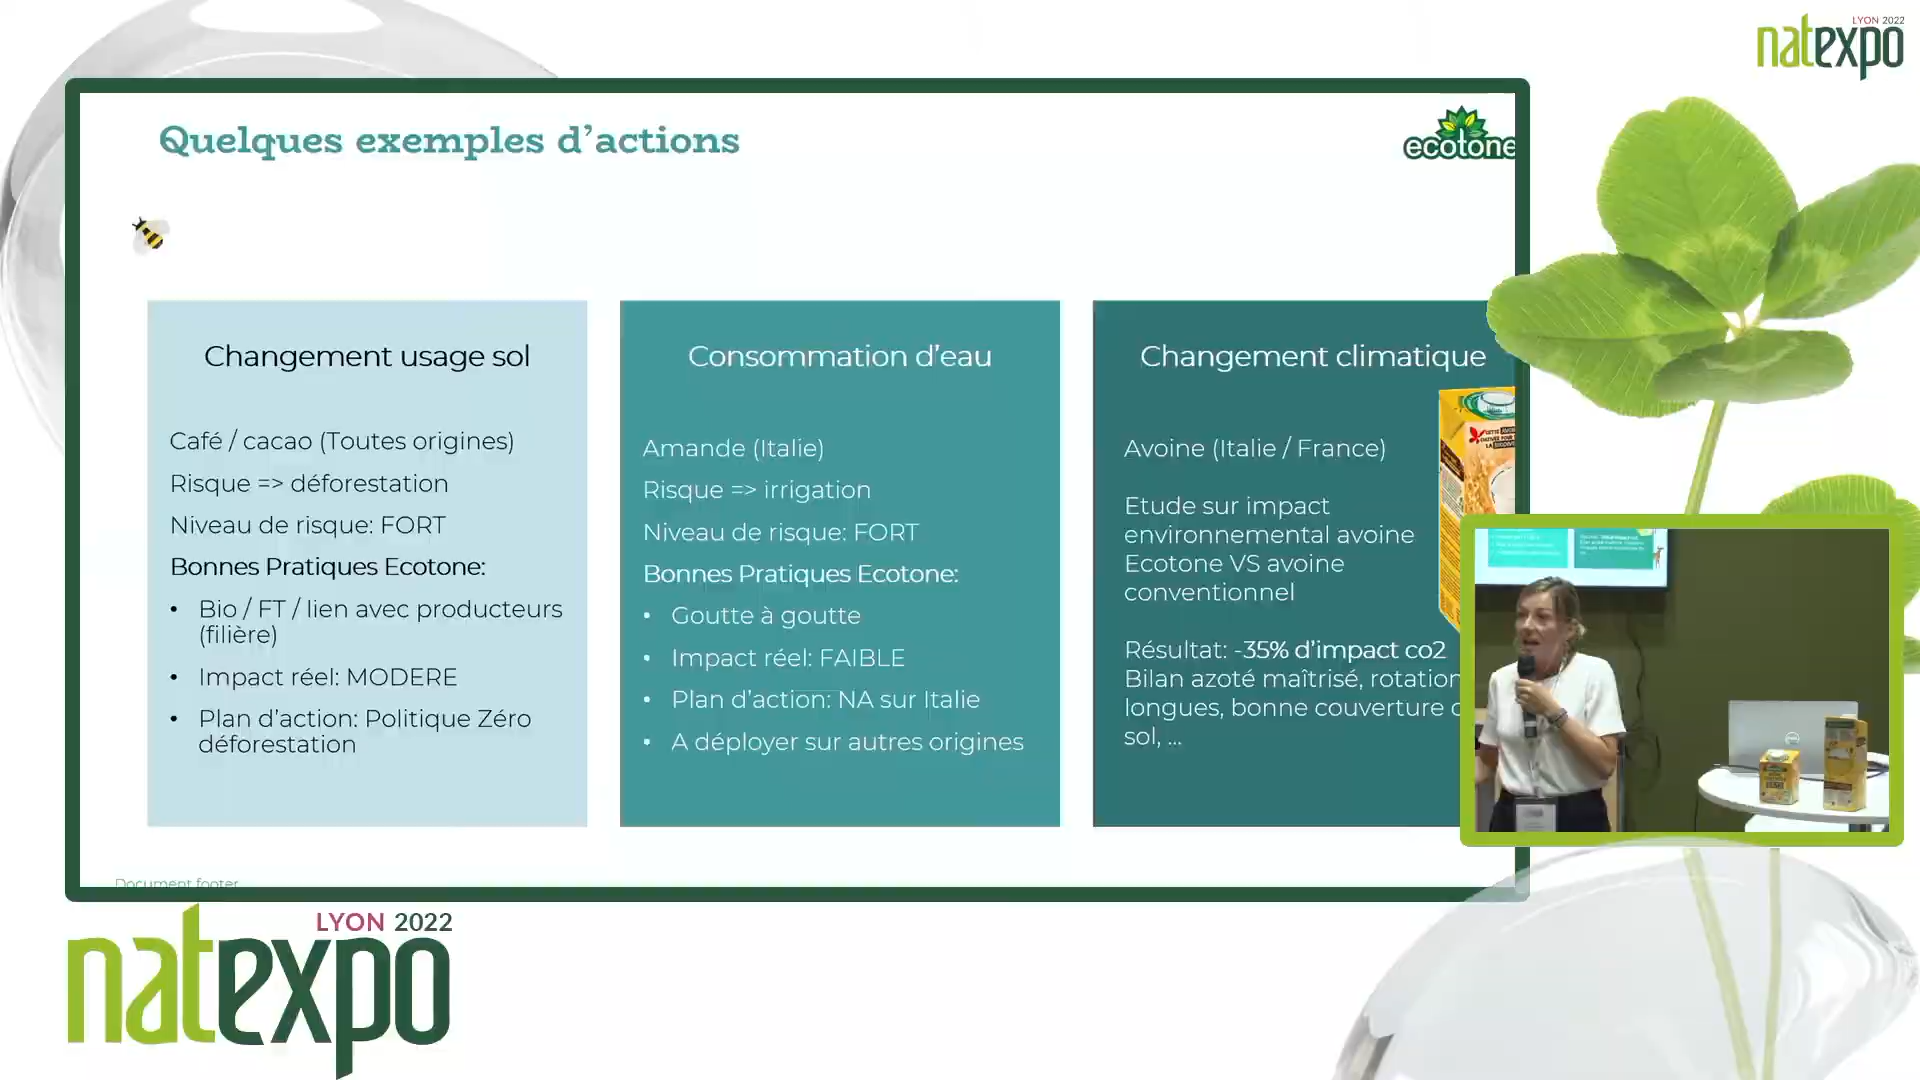 LYON 2022
natexpo
Quelques exemples d’actions
ecotone
Changement usage sol
Café / cacao (Toutes origines)
Risque => déforestation
Niveau de risque: FORT
Bonnes Pratiques Ecotone:
• Bio / FT / lien avec producteurs
(filière)
• Impact réel: MODERE
• Plan d’action: Politique Zéro
déforestation
Consommation d’eau
Amande (Italie)
Risque => irrigation
Niveau de risque: FORT
Bonnes Pratiques Ecotone:
• Goutte à goutte
• Impact réel: FAIBLE
• Plan d’action: NA sur Italie
• A déployer sur autres origines
Changement climatique
Avoine (Italie / France)
Etude sur impact
environnemental avoine
Ecotone VS avoine
conventionnel
Résultat: -35% d’impact co2
Bilan azoté maîtrisé, rotation
longues, bonne couverture
sol, ...
Document footer
LYON 2022
natexpo